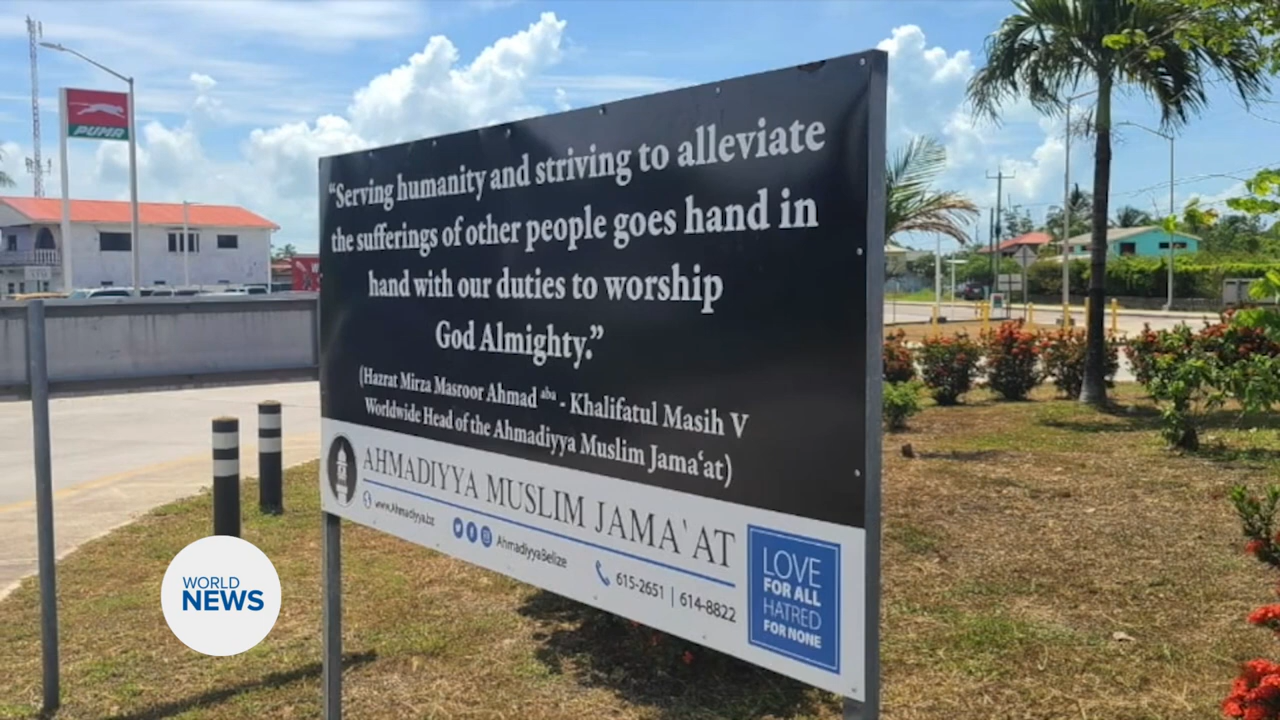 PUMA
“Serving humanity and striving to alleviate
the sufferings of other people goes hand in
hand with our duties to worship
God Almighty.”
(Hazrat Mirza Masroor Ahmad aba - Khalifatul Masih V
Worldwide Head of the Ahmadiyya Muslim Jama‘at)
AHMADIYYA MUSLIM JAMA`AT
www.Ahmadiyya.bz
AhmadiyyaBelize
615-2651 | 614-8822
LOVE
FOR ALL
HATRED
FOR NONE
WORLD
NEWS